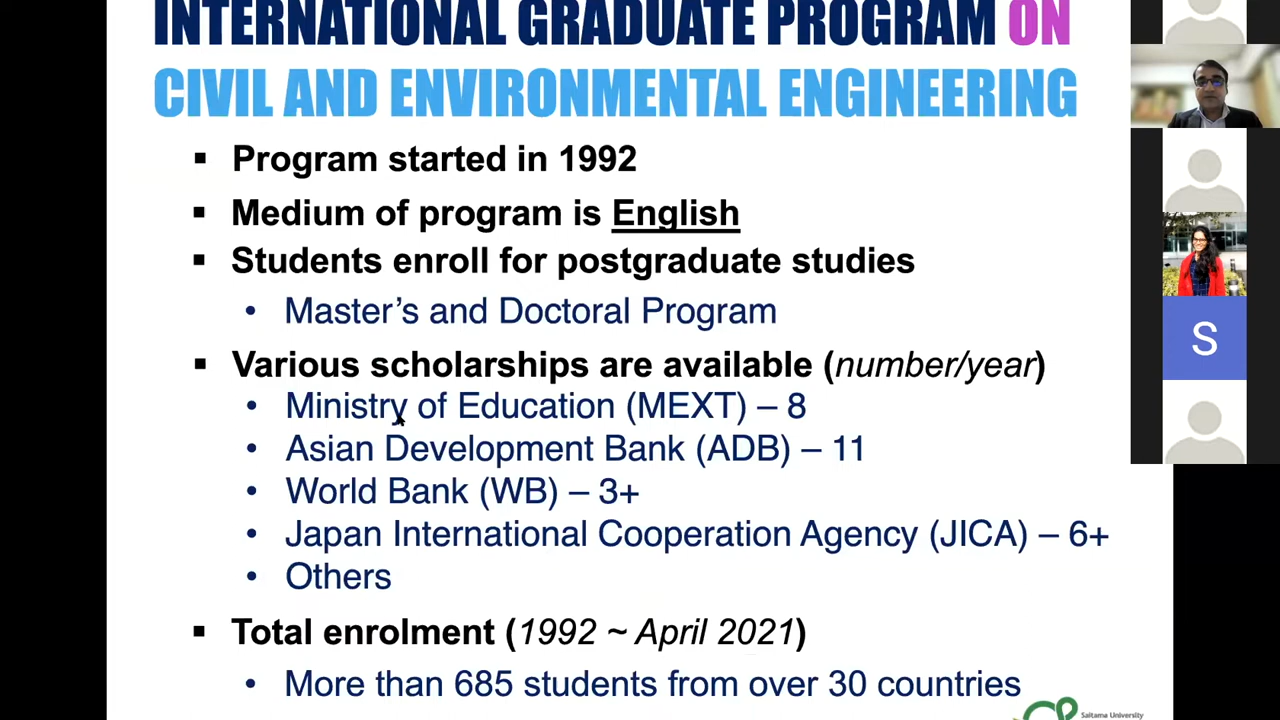 INTERNATIONAL GRADUATE PROGRAM ON
CIVIL AND ENVIRONMENTAL ENGINEERING
▪ Program started in 1992
▪ Medium of program is English
▪ Students enroll for postgraduate studies
• Master’s and Doctoral Program
▪ Various scholarships are available (number/year)
• Ministry of Education (MEXT) – 8
• Asian Development Bank (ADB) – 11
• World Bank (WB) – 3+
• Japan International Cooperation Agency (JICA) – 6+
• Others
▪ Total enrolment (1992 ~ April 2021)
• More than 685 students from over 30 countries
Saitama University
S